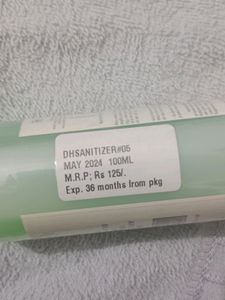 DHSANITIZER#05
MAY 2024 100ML
M.R.P; Rs 125/.
Exp. 36 months from pkg